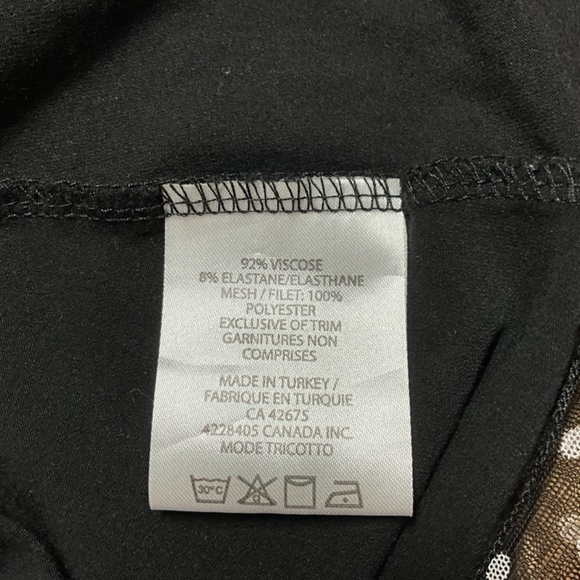 92% VISCOSE
8% ELASTANE/ELASTHANE
MESH / FILET: 100%
POLYESTER
EXCLUSIVE OF TRIM
GARNITURES NON
COMPRISES
MADE IN TURKEY /
FABRIQUE EN TURQUIE
CA 42675
4228405 CANADA INC.
MODE TRICOTTO
30°C